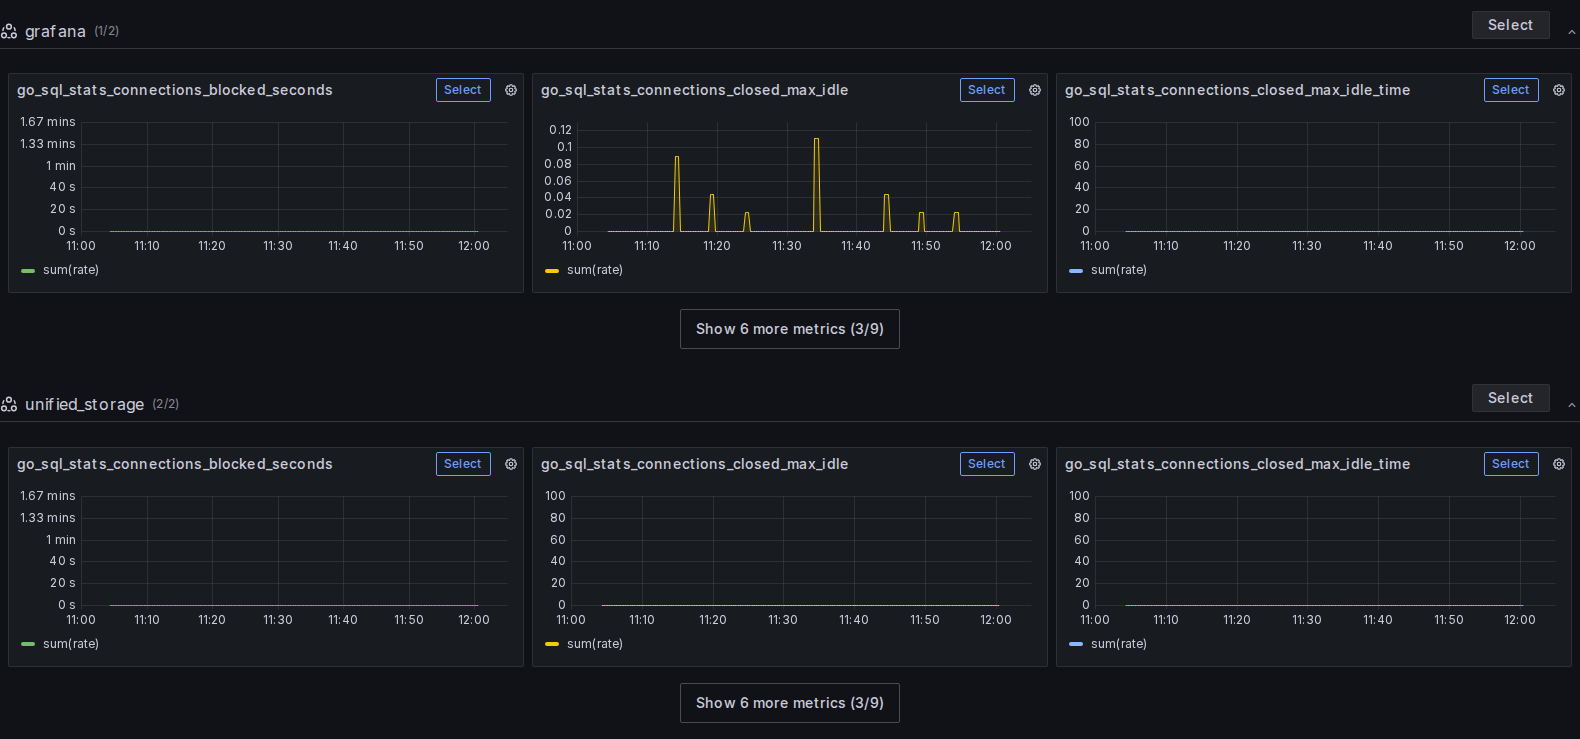 grafana (1/2)
Select
go_sql_stats_connections_blocked_seconds
Select
1.67 mins
1.33 mins
1 min
40 s
20 s
0 s
11:00 11:10 11:20 11:30 11:40 11:50 12:00
sum(rate)
go_sql_stats_connections_closed_max_idle
Select
0.12
0.1
0.08
0.06
0.04
0.02
0
11:00 11:10 11:20 11:30 11:40 11:50 12:00
sum(rate)
go_sql_stats_connections_closed_max_idle_time
Select
100
80
60
40
20
0
11:00 11:10 11:20 11:30 11:40 11:50 12:00
sum(rate)
Show 6 more metrics (3/9)
unified_storage (2/2)
Select
go_sql_stats_connections_blocked_seconds
Select
1.67 mins
1.33 mins
1 min
40 s
20 s
0 s
11:00 11:10 11:20 11:30 11:40 11:50 12:00
sum(rate)
go_sql_stats_connections_closed_max_idle
Select
100
80
60
40
20
0
11:00 11:10 11:20 11:30 11:40 11:50 12:00
sum(rate)
go_sql_stats_connections_closed_max_idle_time
Select
100
80
60
40
20
0
11:00 11:10 11:20 11:30 11:40 11:50 12:00
sum(rate)
Show 6 more metrics (3/9)